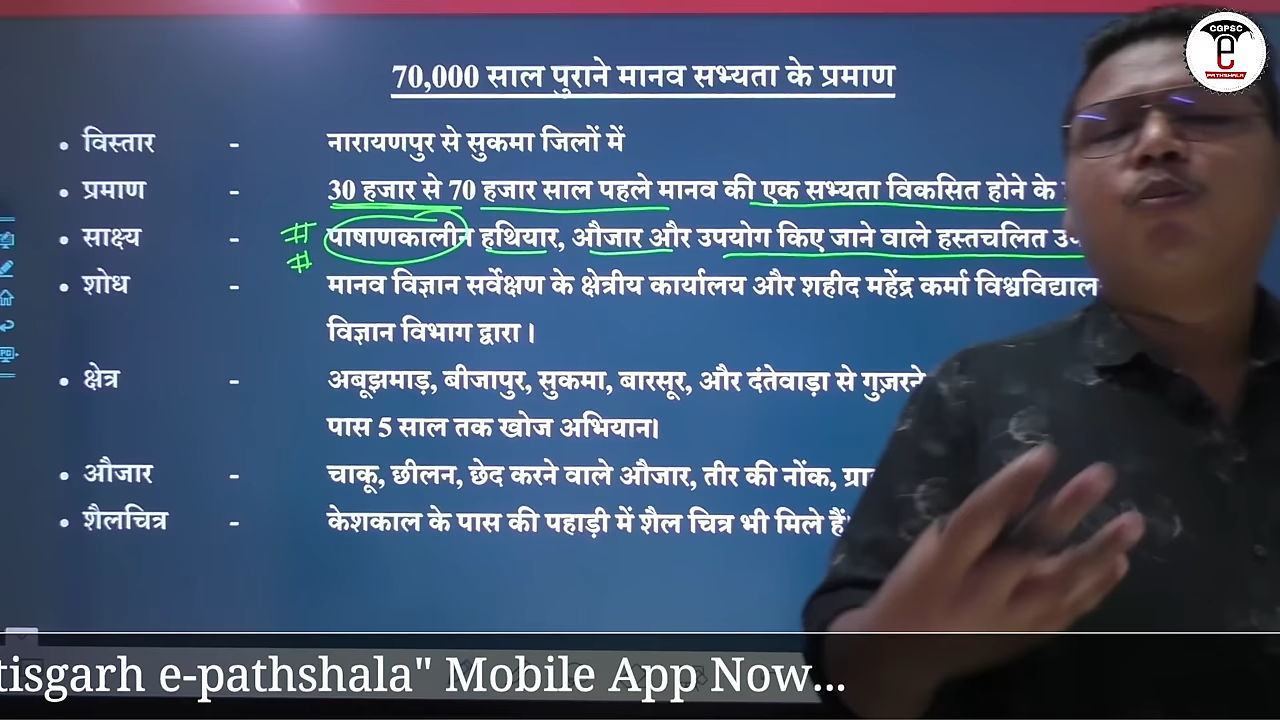 CGPSC
e
PATHSHALA
70,000 साल पुराने मानव सभ्यता के प्रमाण
• विस्तार - नारायणपुर से सुकमा जिलों में
• प्रमाण - 30 हजार से 70 हजार साल पहले मानव की एक सभ्यता विकसित होने के
• साक्ष्य - पाषाणकालीन हथियार, औजार और उपयोग किए जाने वाले हस्तचलित
• शोध - मानव विज्ञान सर्वेक्षण के क्षेत्रीय कार्यालय और शहीद महेंद्र कर्मा
विज्ञान विभाग द्वारा।
• क्षेत्र - अबूझमाड़, बीजापुर, सुकमा, बारसूर, और दंतेवाड़ा से गुज़रने
पास 5 साल तक खोज अभियान।
• औजार - चाकू, छीलन, छेद करने वाले औजार, तीर की नोंक,
• शैलचित्र - केशकाल के पास की पहाड़ी में शैल चित्र भी मिले हैं
tisgarh e-pathshala" Mobile App Now...